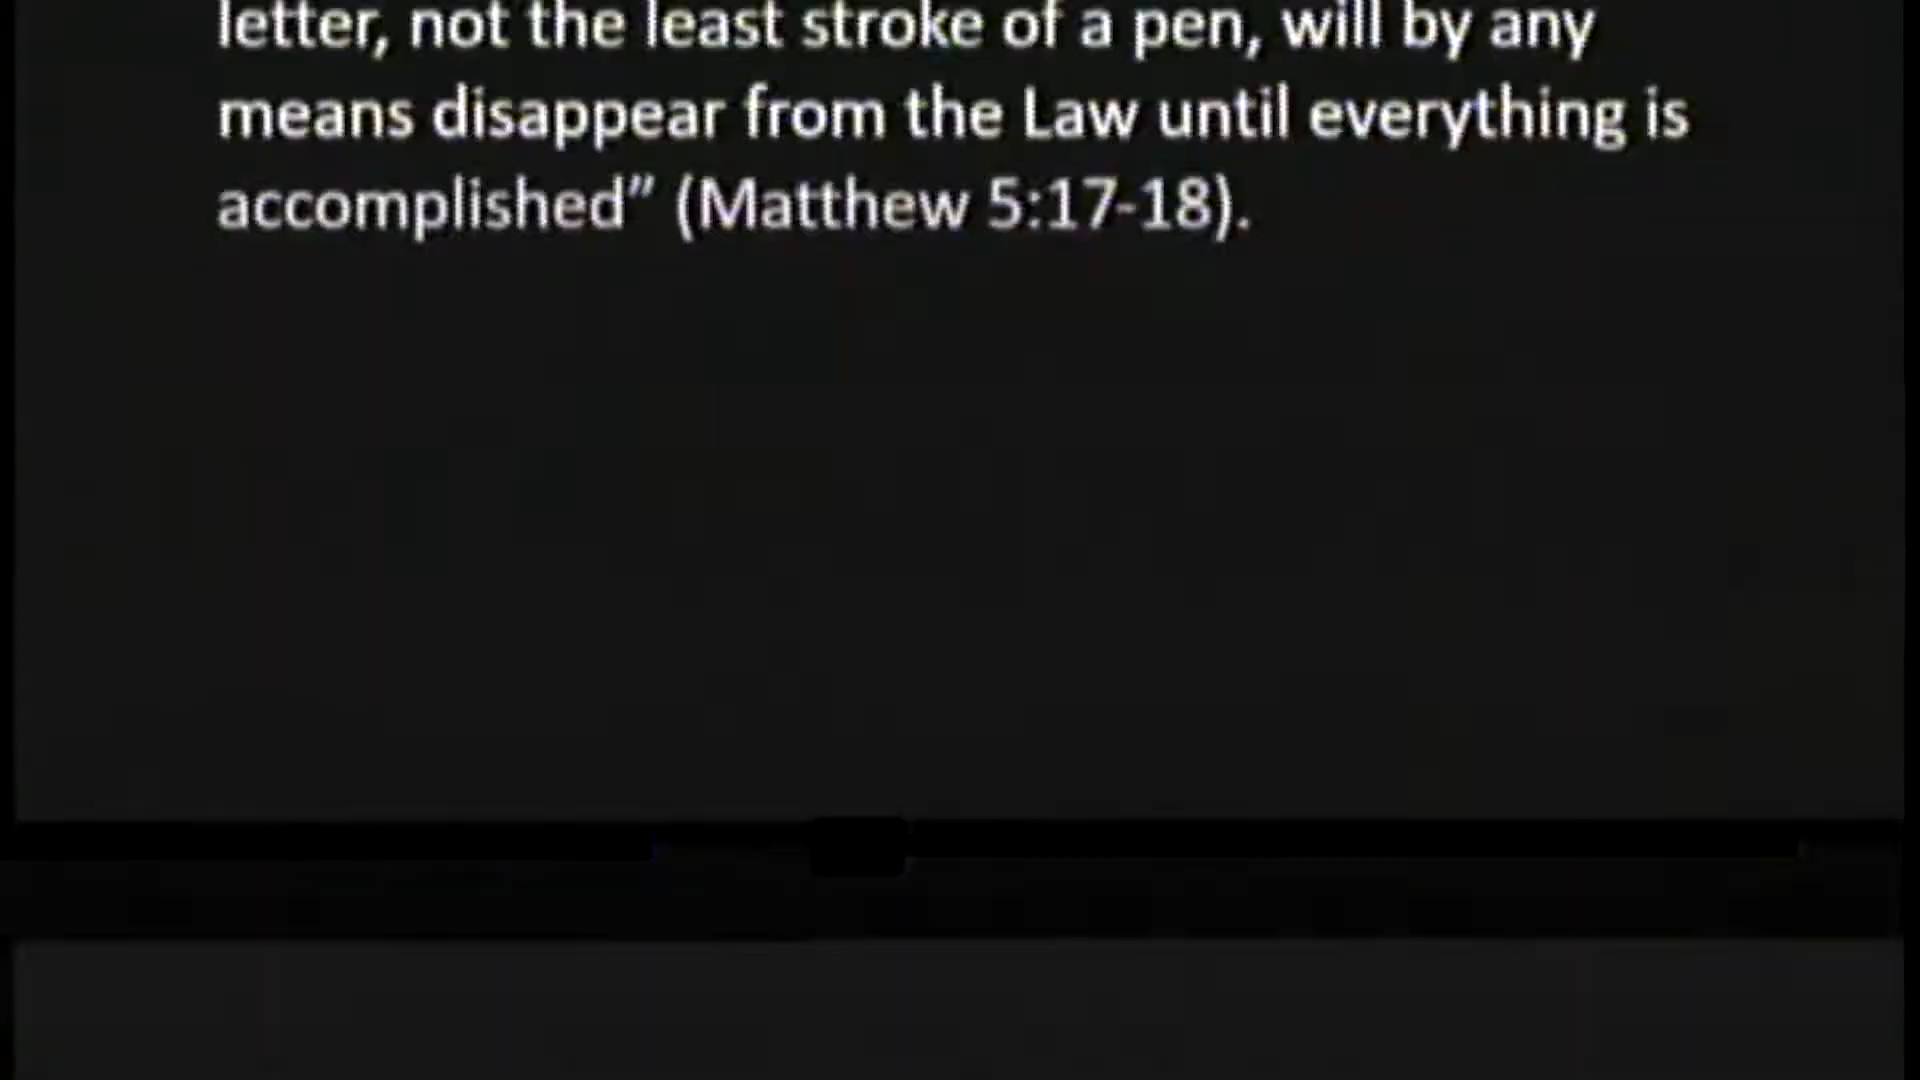 letter, not the least stroke of a pen, will by any
means disappear from the Law until everything is
accomplished” (Matthew 5:17-18).